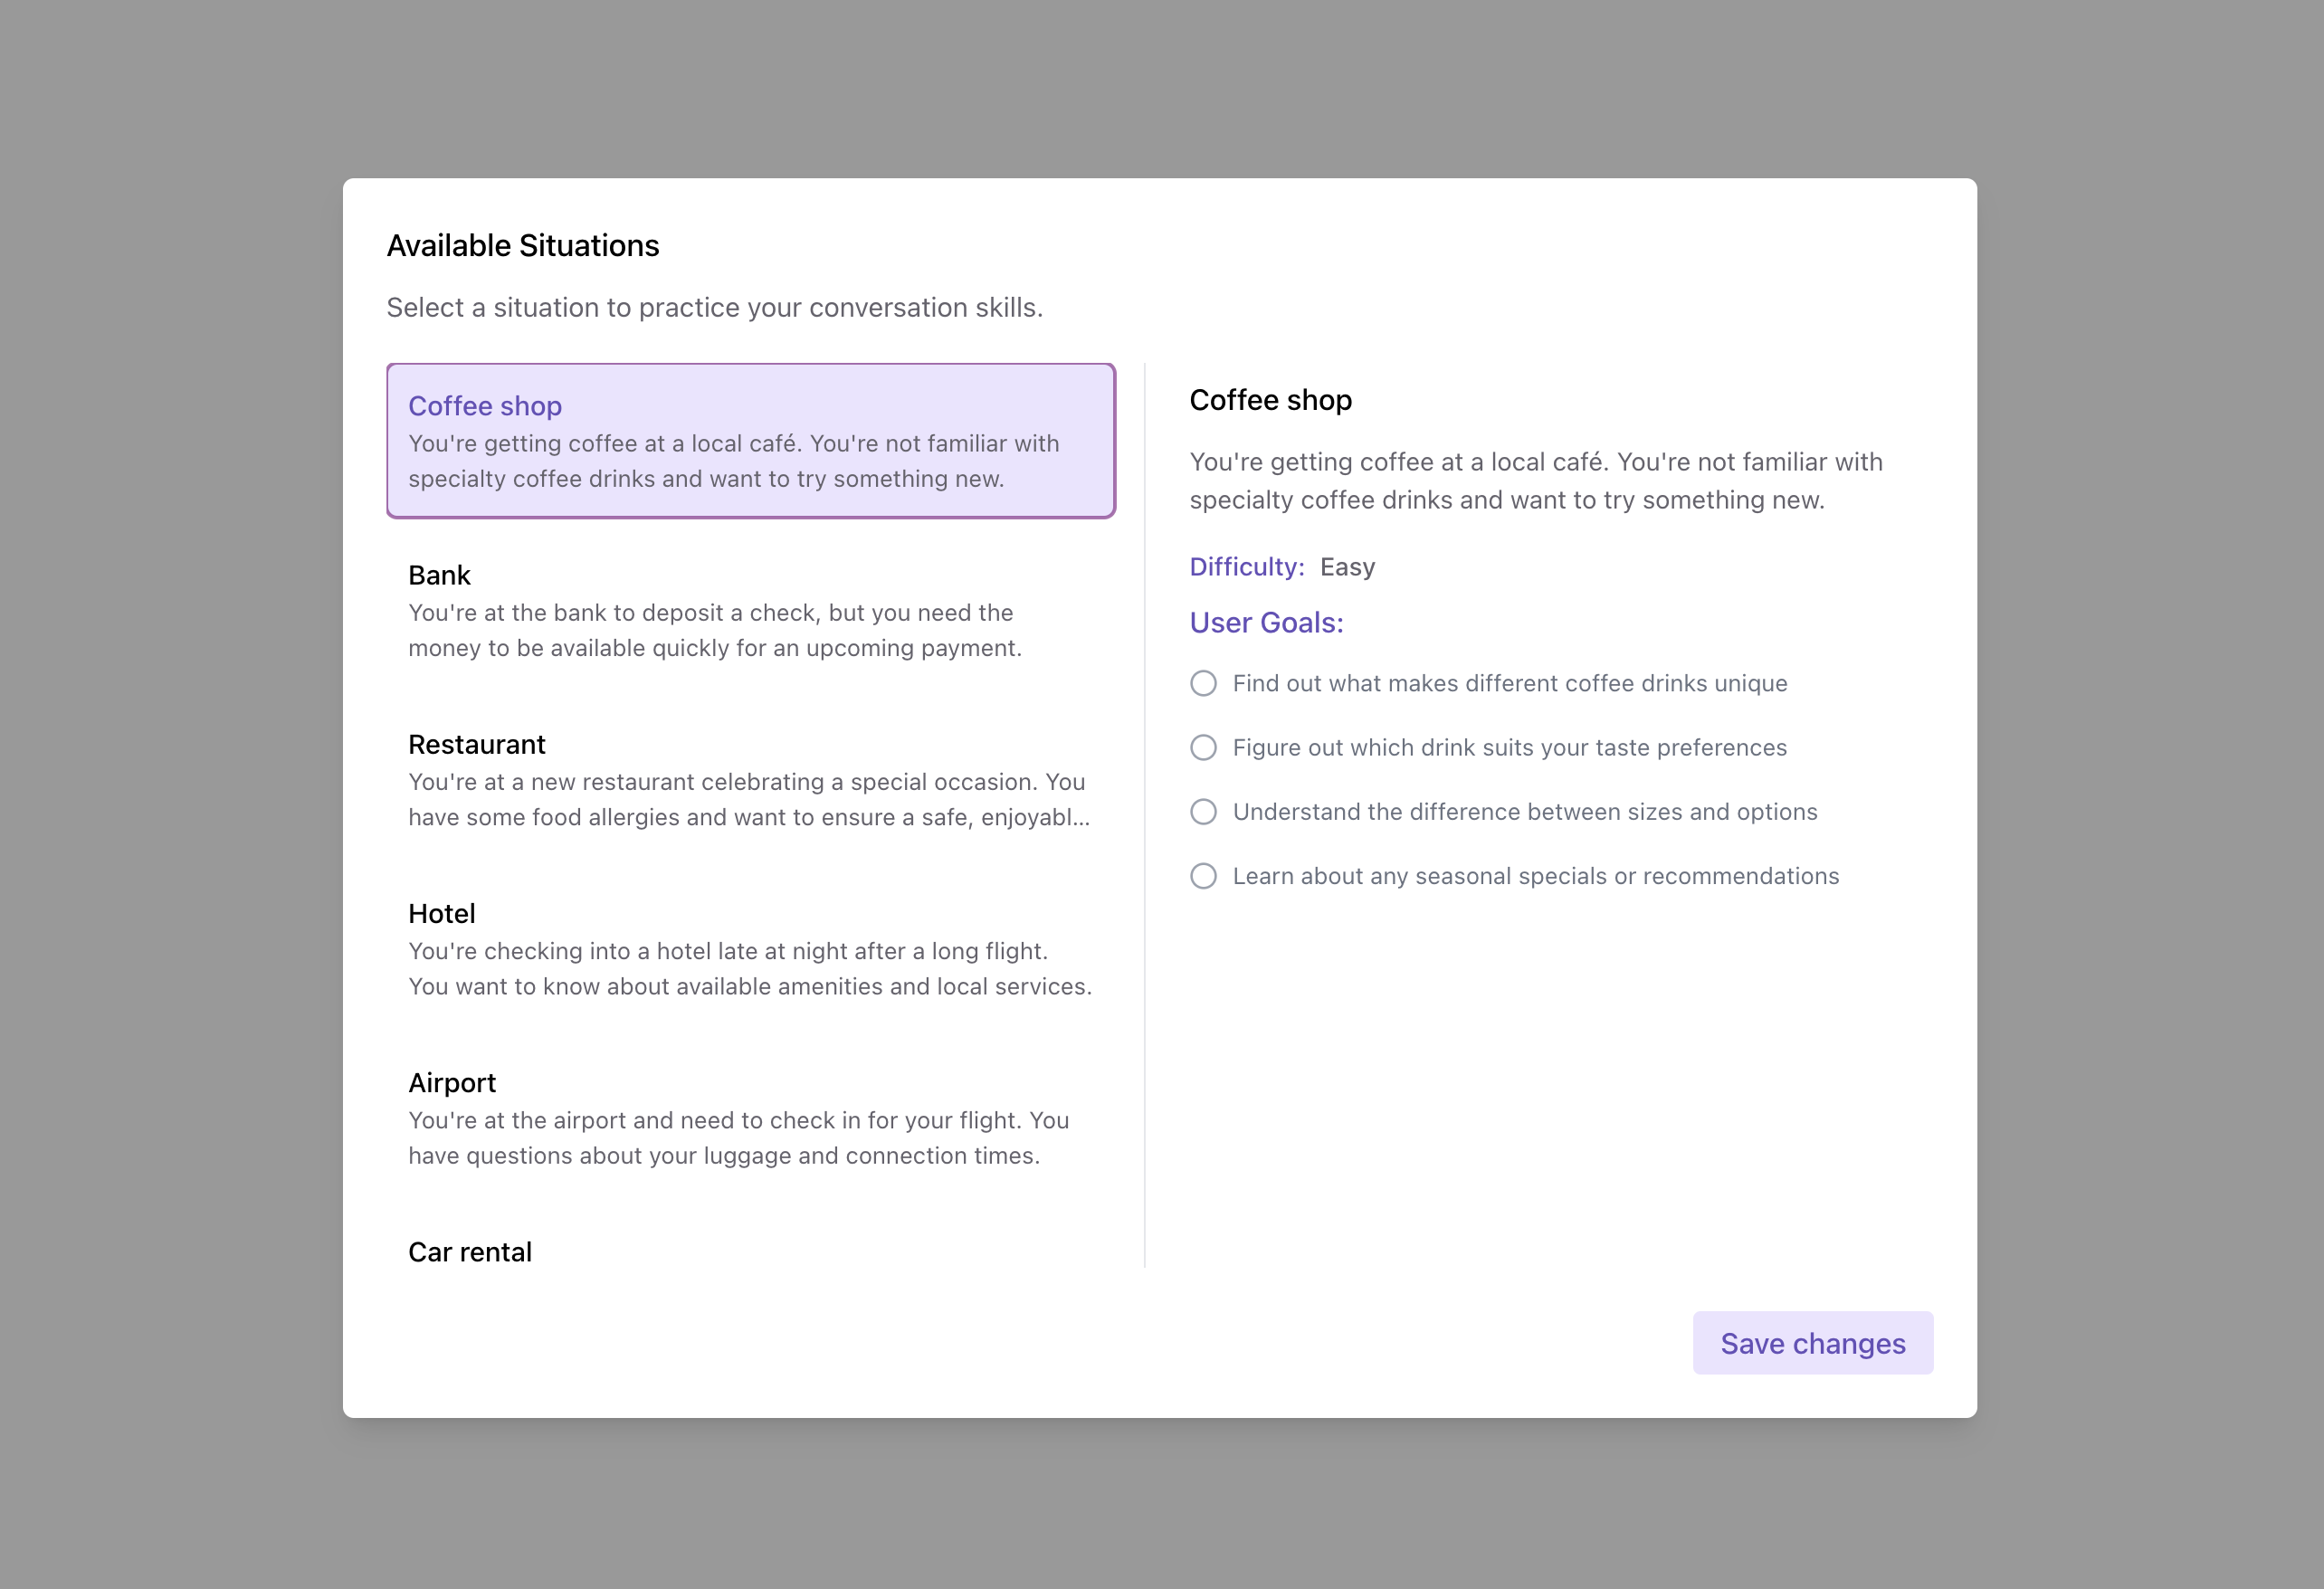 Available Situations
Select a situation to practice your conversation skills.
Coffee shop
You're getting coffee at a local café. You're not familiar with
specialty coffee drinks and want to try something new.
Bank
You're at the bank to deposit a check, but you need the
money to be available quickly for an upcoming payment.
Restaurant
You're at a new restaurant celebrating a special occasion. You
have some food allergies and want to ensure a safe, enjoyabl...
Hotel
You're checking into a hotel late at night after a long flight.
You want to know about available amenities and local services.
Airport
You're at the airport and need to check in for your flight. You
have questions about your luggage and connection times.
Car rental
Coffee shop
You're getting coffee at a local café. You're not familiar with
specialty coffee drinks and want to try something new.
Difficulty: Easy
User Goals:
Find out what makes different coffee drinks unique
Figure out which drink suits your taste preferences
Understand the difference between sizes and options
Learn about any seasonal specials or recommendations
Save changes